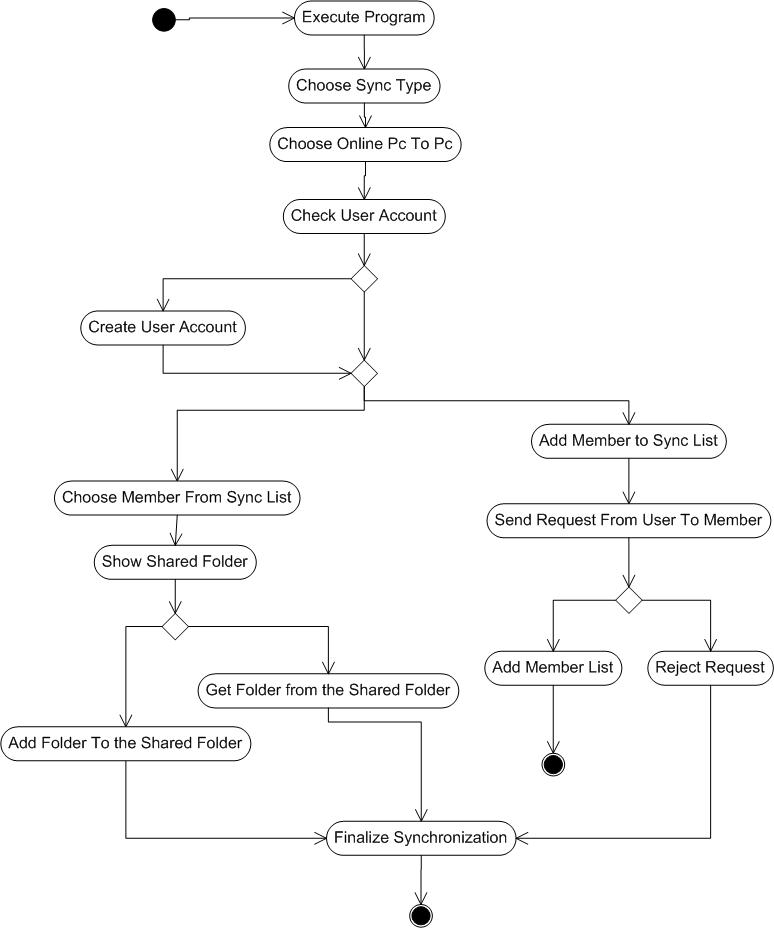 Execute Program
Choose Sync Type
Choose Online Pc To Pc
Check User Account
Create User Account
Add Member to Sync List
Choose Member From Sync List
Send Request From User To Member
Show Shared Folder
Add Member List
Reject Request
Get Folder from the Shared Folder
Add Folder To the Shared Folder
Finalize Synchronization